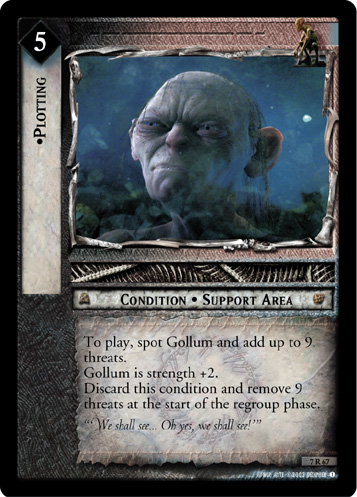 5
•PLOTTING
CONDITION • SUPPORT AREA
To play, spot Gollum and add up to 9
threats.
Gollum is strength +2.
Discard this condition and remove 9
threats at the start of the regroup phase.
“‘We shall see... Oh yes, we shall see!’”
7 R 67